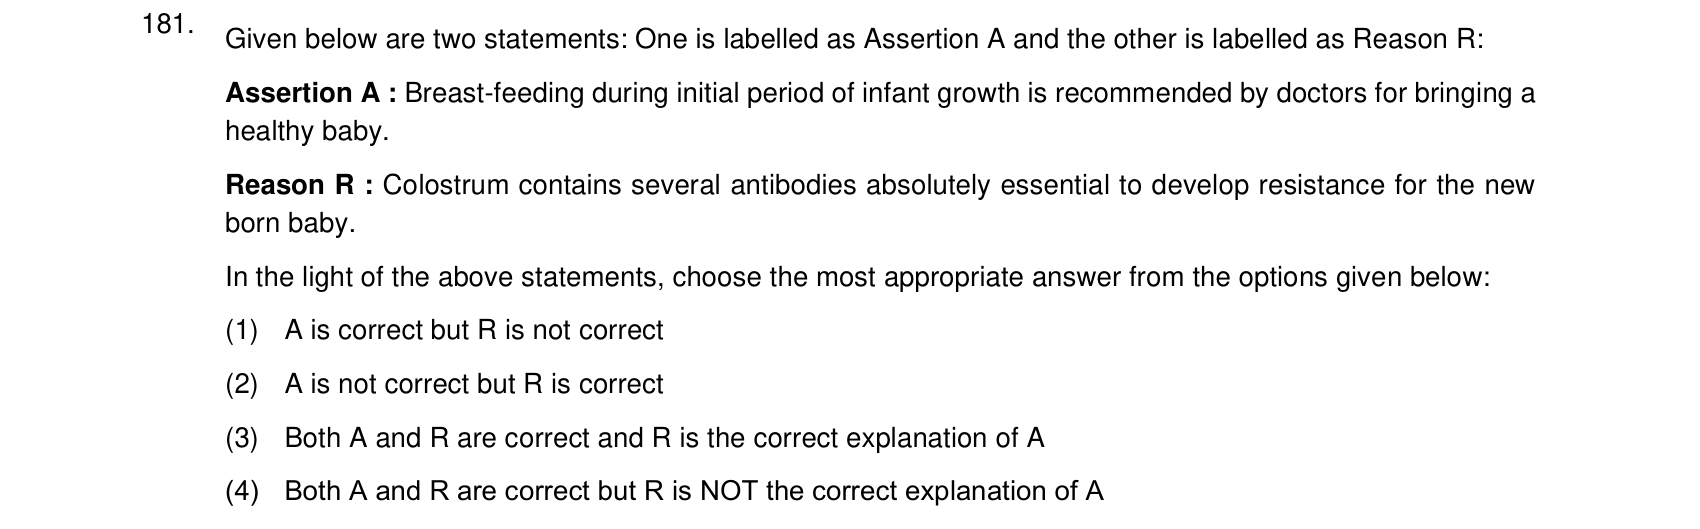 181.
Given below are two statements: One is labelled as Assertion A and the other is labelled as Reason R:
Assertion A : Breast-feeding during initial period of infant growth is recommended by doctors for bringing a
healthy baby.
Reason R : Colostrum contains several antibodies absolutely essential to develop resistance for the new
born baby.
In the light of the above statements, choose the most appropriate answer from the options given below:
(1) A is correct but R is not correct
(2) A is not correct but R is correct
(3) Both A and R are correct and R is the correct explanation of A
(4) Both A and R are correct but R is NOT the correct explanation of A